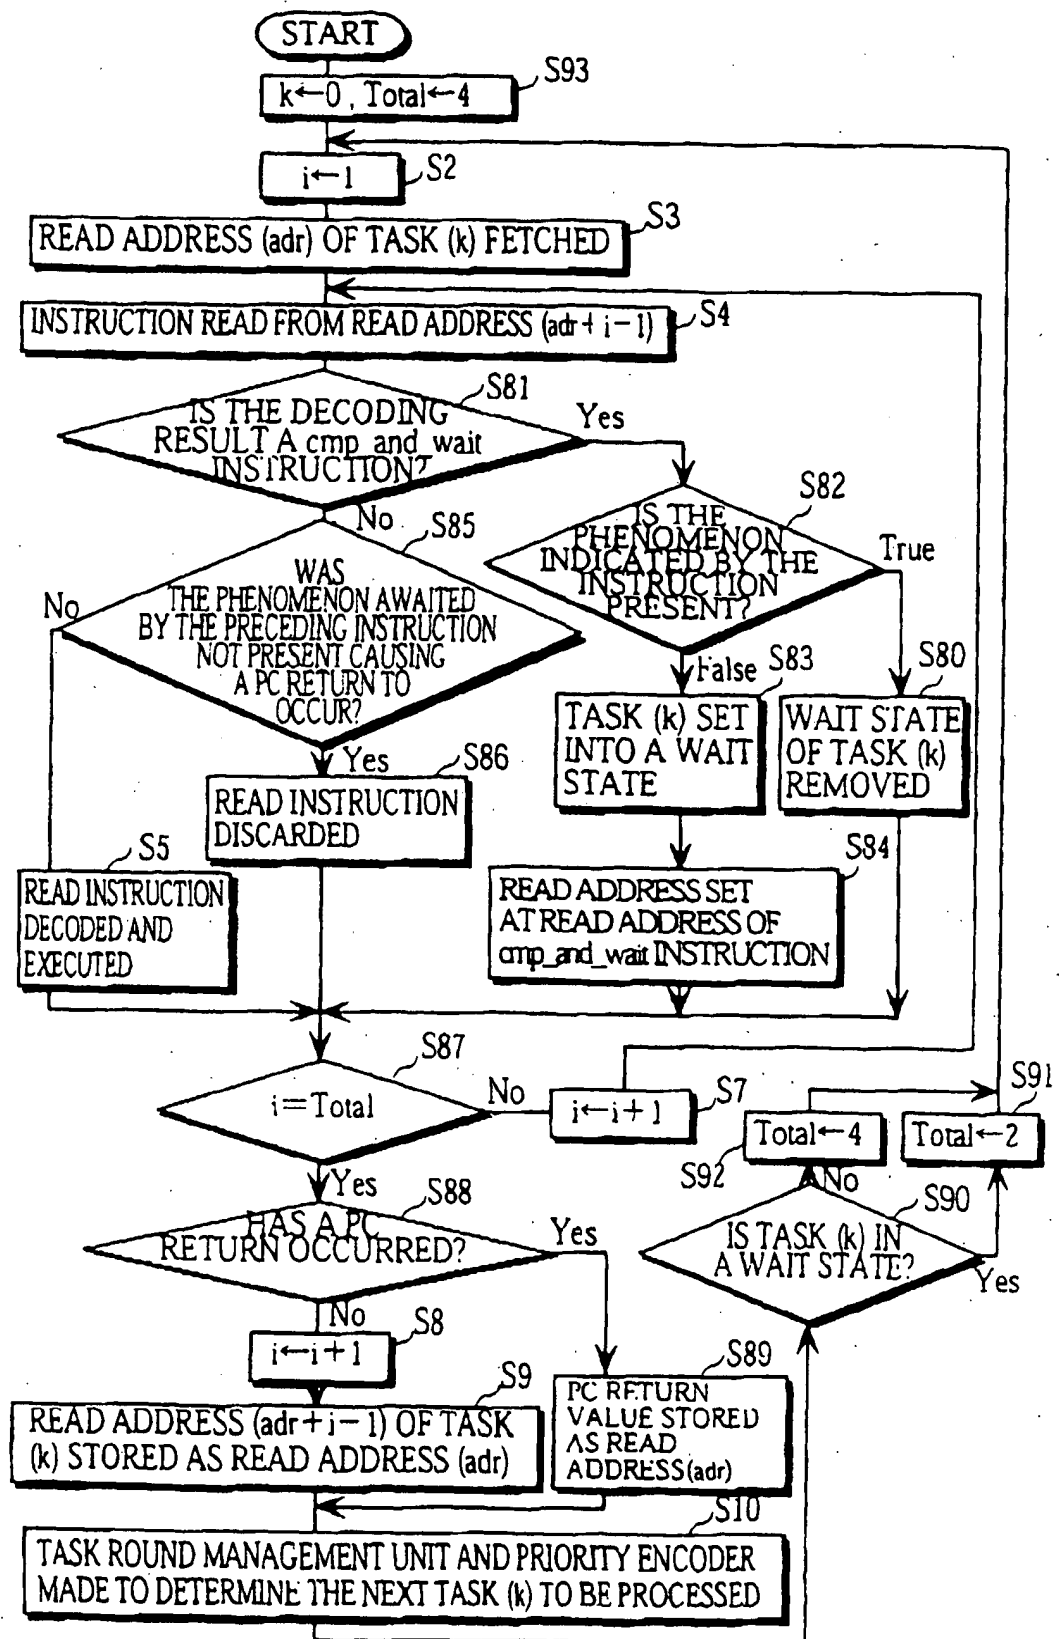 START
S93
k←0 , Total←4
S2
i←1
S3
READ ADDRESS (adr) OF TASK (k) FETCHED
S4
INSTRUCTION READ FROM READ ADDRESS (adr+i−1)
S81
IS THE DECODING
RESULT A cmp_and_wait
INSTRUCTION?
Yes
No
S82
IS THE
PHENOMENON
INDICATED BY THE
INSTRUCTION
PRESENT?
True
False
S85
WAS
THE PHENOMENON AWAITED
BY THE PRECEDING INSTRUCTION
NOT PRESENT CAUSING
A PC RETURN TO
OCCUR?
No
Yes
S83
TASK (k) SET
INTO A WAIT
STATE
S80
WAIT STATE
OF TASK (k)
REMOVED
S86
READ INSTRUCTION
DISCARDED
S5
READ INSTRUCTION
DECODED AND
EXECUTED
S84
READ ADDRESS SET
AT READ ADDRESS OF
cmp_and_wait INSTRUCTION
S87
i=Total
No
Yes
S7
i←i+1
S92
Total←4
S91
Total←2
S88
HAS A PC
RETURN OCCURRED?
Yes
No
S90
IS TASK (k) IN
A WAIT STATE?
No
Yes
S8
i←i+1
S9
READ ADDRESS (adr+i−1) OF TASK
(k) STORED AS READ ADDRESS (adr)
S89
PC RETURN
VALUE STORED
AS READ
ADDRESS(adr)
S10
TASK ROUND MANAGEMENT UNIT AND PRIORITY ENCODER
MADE TO DETERMINE THE NEXT TASK (k) TO BE PROCESSED